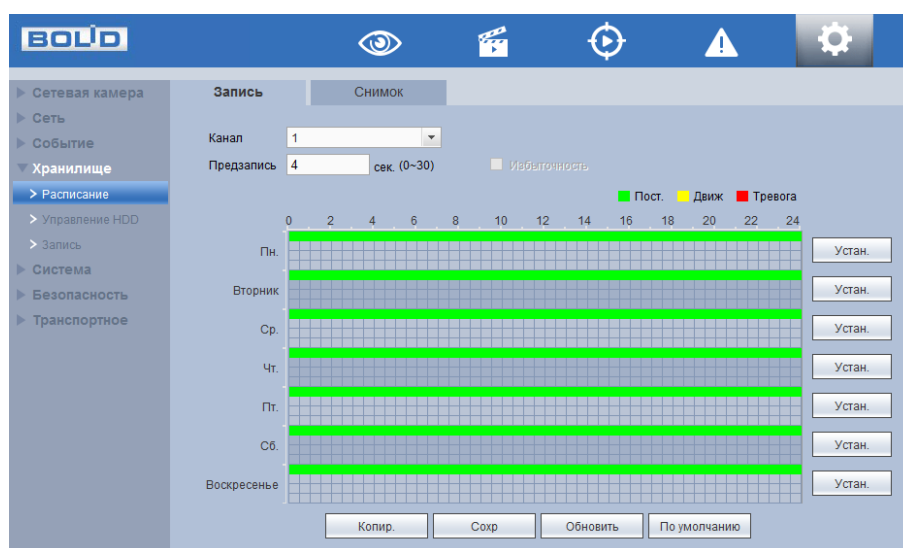 BOLID
Сетевая камера
Сеть
Событие
Хранилище
Расписание
Управление HDD
Запись
Система
Безопасность
Транспортное
Запись Снимок
Канал 1
Предзапись 4 сек. (0~30) Избыточность
Пост. Движ Тревога
0 2 4 6 8 10 12 14 16 18 20 22 24
Пн. Устан.
Вторник Устан.
Ср. Устан.
Чт. Устан.
Пт. Устан.
Сб. Устан.
Воскресенье Устан.
Копир. Сохр Обновить По умолчанию